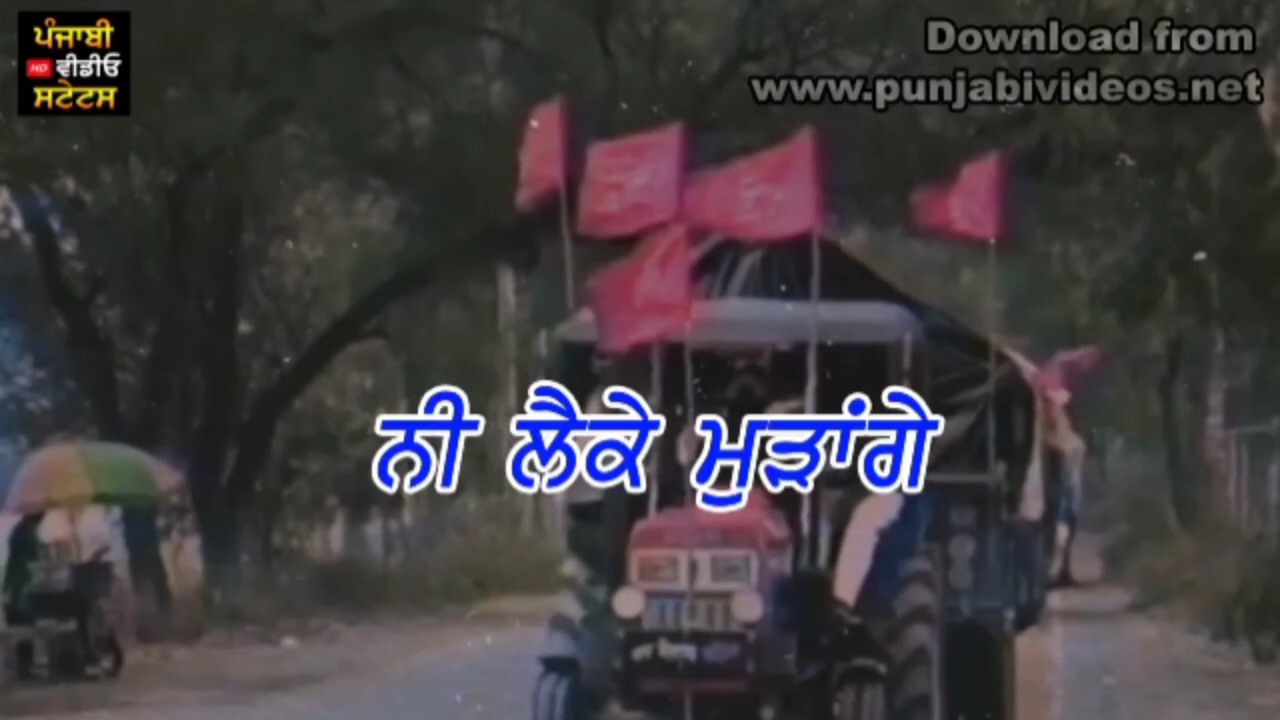 ਪੰਜਾਬੀ
HD ਵੀਡੀਓ
ਸਟੇਟਸ
Download from
www.punjabivideos.net
ਨੀ ਲੈਕੇ ਮੁੜਾਂਗੇ